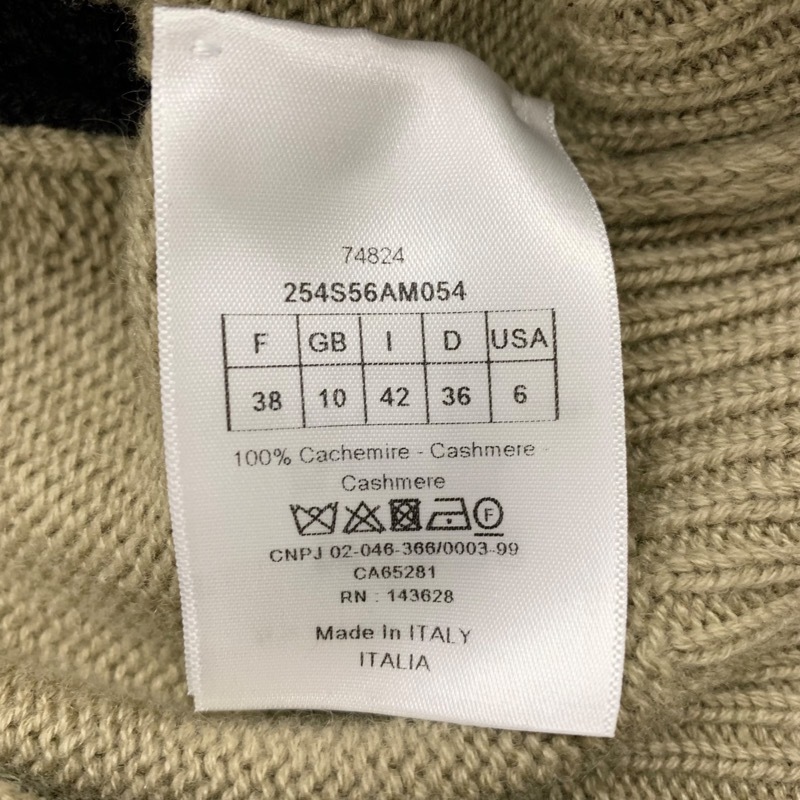 74824
254S56AM054
F GB I D USA
38 10 42 36 6
100% Cachemire - Cashmere -
Cashmere
F
CNPJ 02-046-366/0003-99
CA65281
RN : 143628
Made In ITALY
ITALIA